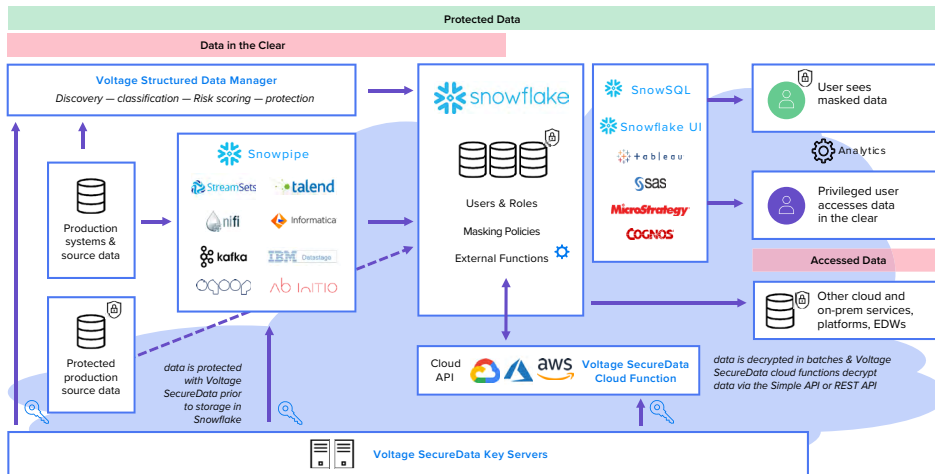 Protected Data
Data in the Clear
Voltage Structured Data Manager
Discovery — classification — Risk scoring — protection
Production
systems &
source data
Protected
production
source data
Snowpipe
StreamSets
talend
nifi
Informatica
kafka
IBM Datastage
sqoop
Ab Initio
data is protected
with Voltage
SecureData prior
to storage in
Snowflake
snowflake
Users & Roles
Masking Policies
External Functions
SnowSQL
Snowflake UI
+ableau
sas
MicroStrategy
COGNOS
User sees
masked data
Analytics
Privileged user
accesses data
in the clear
Accessed Data
Other cloud and
on-prem services,
platforms, EDWs
Cloud
API
aws
Voltage SecureData
Cloud Function
data is decrypted in batches & Voltage
SecureData cloud functions decrypt
data via the Simple API or REST API
Voltage SecureData Key Servers